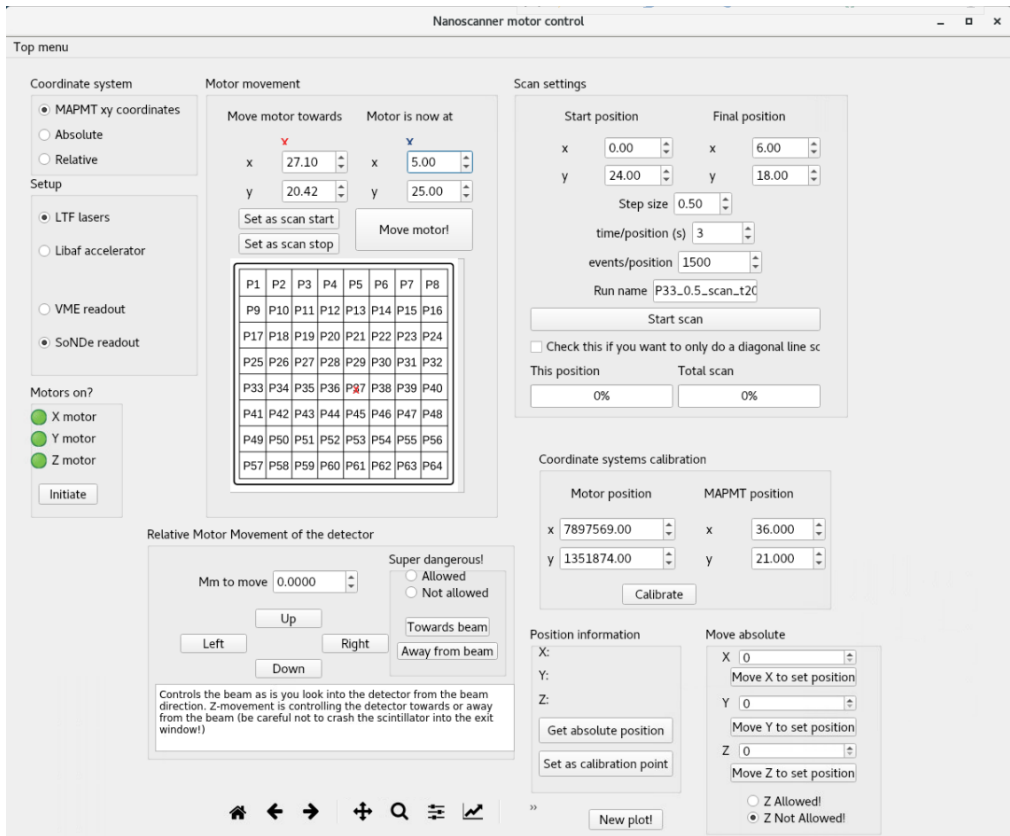 Nanoscanner motor control
Top menu
Coordinate system
MAPMT xy coordinates
Absolute
Relative
Setup
LTF lasers
Libaf accelerator
VME readout
SoNDe readout
Motors on?
X motor
Y motor
Z motor
Initiate
Motor movement
Move motor towards Motor is now at
x x
x 27.10 x 5.00
y 20.42 y 25.00
Set as scan start
Set as scan stop
Move motor!
P1 P2 P3 P4 P5 P6 P7 P8
P9 P10 P11 P12 P13 P14 P15 P16
P17 P18 P19 P20 P21 P22 P23 P24
P25 P26 P27 P28 P29 P30 P31 P32
P33 P34 P35 P36 P37 P38 P39 P40
P41 P42 P43 P44 P45 P46 P47 P48
P49 P50 P51 P52 P53 P54 P55 P56
P57 P58 P59 P60 P61 P62 P63 P64
Scan settings
Start position Final position
x 0.00 x 6.00
y 24.00 y 18.00
Step size 0.50
time/position (s) 3
events/position 1500
Run name P33_0.5_scan_t20
Start scan
Check this if you want to only do a diagonal line sc
This position Total scan
0% 0%
Coordinate systems calibration
Motor position MAPMT position
x 7897569.00 x 36.000
y 1351874.00 y 21.000
Calibrate
Relative Motor Movement of the detector
Mm to move 0.0000
Up
Left Right
Down
Super dangerous!
Allowed
Not allowed
Towards beam
Away from beam
Controls the beam as is you look into the detector from the beam
direction. Z-movement is controlling the detector towards or away
from the beam (be careful not to crash the scintillator into the exit
window!)
Position information
X:
Y:
Z:
Get absolute position
Set as calibration point
Move absolute
X 0
Move X to set position
Y 0
Move Y to set position
Z 0
Move Z to set position
Z Allowed!
Z Not Allowed!
»
New plot!